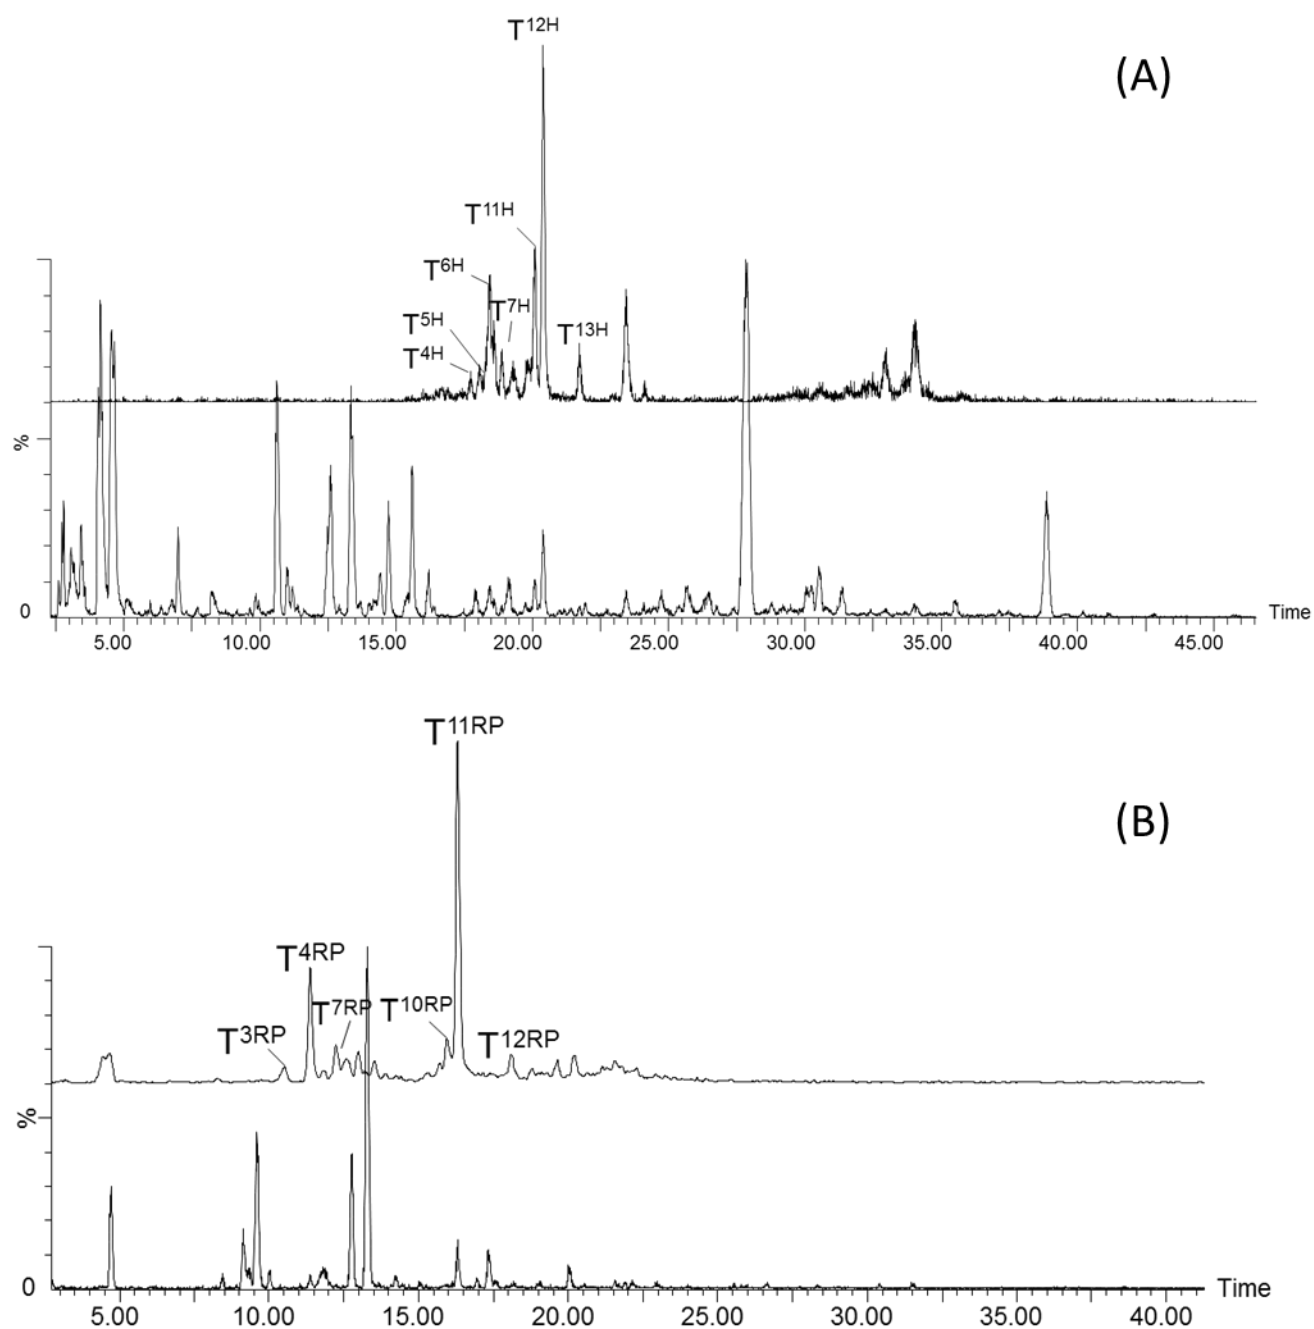 T12H
(A)
T11H
T6H
T7H
T5H
T13H
T4H
%
0
Time
5.00 10.00 15.00 20.00 25.00 30.00 35.00 40.00 45.00
T11RP
(B)
T4RP
T7RP T10RP
T3RP T12RP
%
0
Time
5.00 10.00 15.00 20.00 25.00 30.00 35.00 40.00